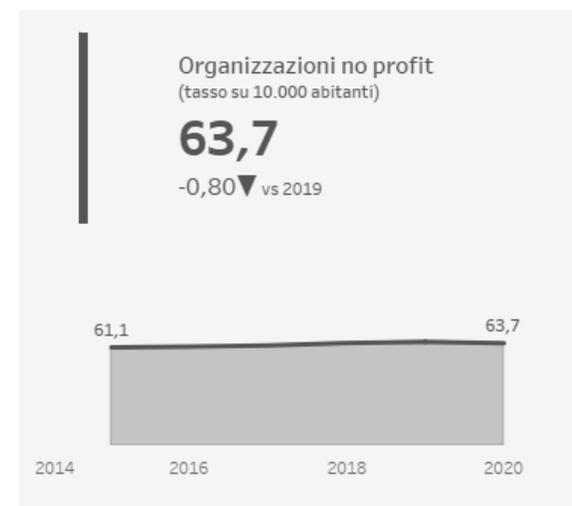 Organizzazioni no profit
(tasso su 10.000 abitanti)
63,7
-0,80▼ vs 2019
61,1
63,7
2014
2016
2018
2020